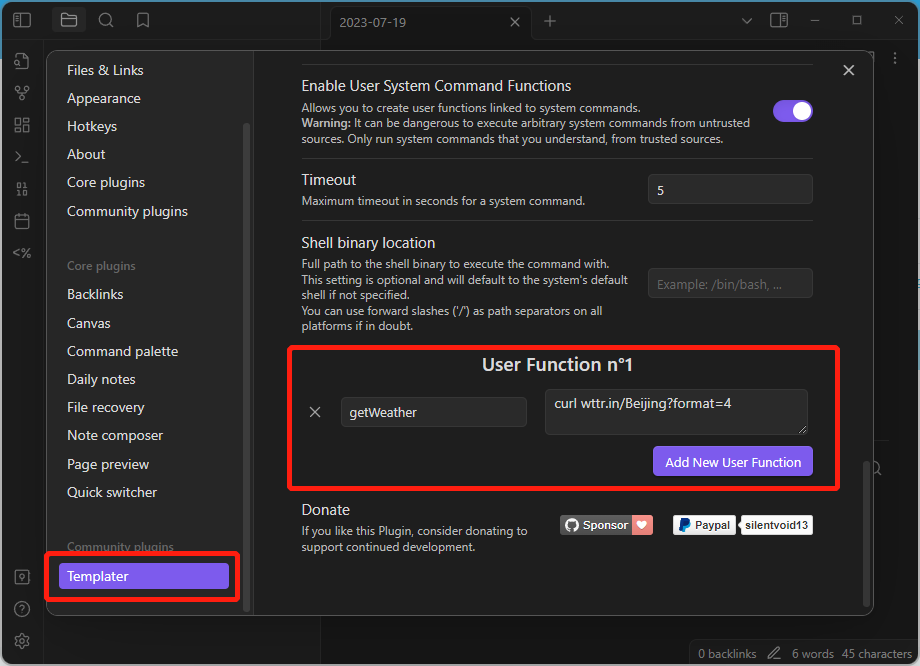 2023-07-19
Files & Links
Appearance
Hotkeys
About
Core plugins
Community plugins
Core plugins
Backlinks
Canvas
Command palette
Daily notes
File recovery
Note composer
Page preview
Quick switcher
Community plugins
Templater
Enable User System Command Functions
Allows you to create user functions linked to system commands.
Warning: It can be dangerous to execute arbitrary system commands from untrusted
sources. Only run system commands that you understand, from trusted sources.
Timeout
Maximum timeout in seconds for a system command.
5
Shell binary location
Full path to the shell binary to execute the command with.
This setting is optional and will default to the system's default
shell if not specified.
You can use forward slashes ('/') as path separators on all
platforms if in doubt.
Example: /bin/bash, ...
User Function n°1
getWeather
curl wttr.in/Beijing?format=4
Add New User Function
Donate
If you like this Plugin, consider donating to
support continued development.
Sponsor
Paypal
silentvoid13
<%
0 backlinks
6 words
45 characters